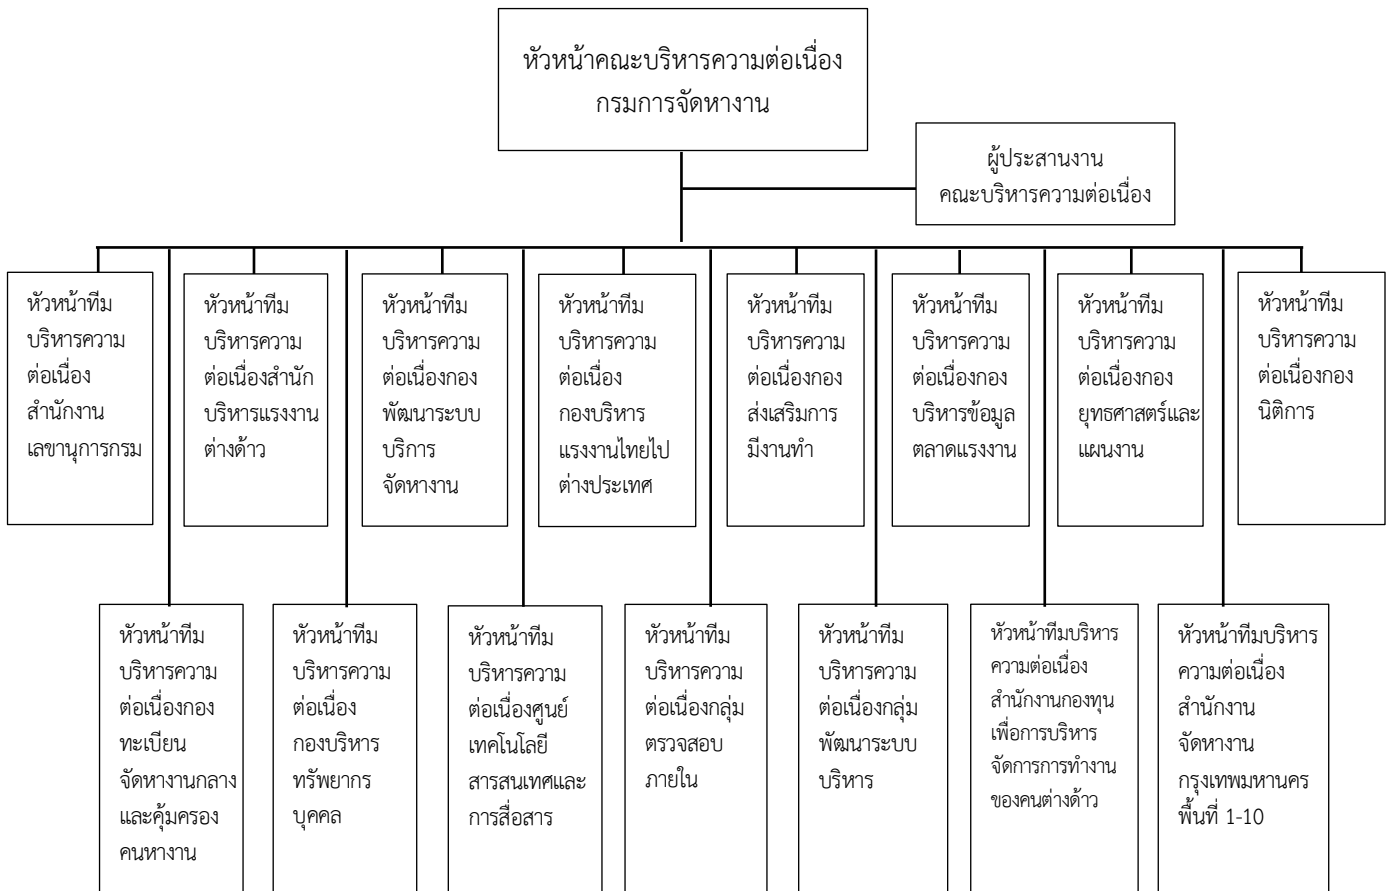 หัวหน้าคณะบริหารความต่อเนื่อง
กรมการจัดหางาน
ผู้ประสานงาน
คณะบริหารความต่อเนื่อง
หัวหน้าทีม
บริหารความ
ต่อเนื่อง
สำนักงาน
เลขานุการกรม
หัวหน้าทีม
บริหารความ
ต่อเนื่องสำนัก
บริหารแรงงาน
ต่างด้าว
หัวหน้าทีม
บริหารความ
ต่อเนื่องกอง
พัฒนาระบบ
บริการ
จัดหางาน
หัวหน้าทีม
บริหารความ
ต่อเนื่อง
กองบริหาร
แรงงานไทยไป
ต่างประเทศ
หัวหน้าทีม
บริหารความ
ต่อเนื่องกอง
ส่งเสริมการ
มีงานทำ
หัวหน้าทีม
บริหารความ
ต่อเนื่องกอง
บริหารข้อมูล
ตลาดแรงงาน
หัวหน้าทีม
บริหารความ
ต่อเนื่องกอง
ยุทธศาสตร์และ
แผนงาน
หัวหน้าทีม
บริหารความ
ต่อเนื่องกอง
นิติการ
หัวหน้าทีม
บริหารความ
ต่อเนื่องกอง
ทะเบียน
จัดหางานกลาง
และคุ้มครอง
คนหางาน
หัวหน้าทีม
บริหารความ
ต่อเนื่อง
กองบริหาร
ทรัพยากร
บุคคล
หัวหน้าทีม
บริหารความ
ต่อเนื่องศูนย์
เทคโนโลยี
สารสนเทศและ
การสื่อสาร
หัวหน้าทีม
บริหารความ
ต่อเนื่องกลุ่ม
ตรวจสอบ
ภายใน
หัวหน้าทีม
บริหารความ
ต่อเนื่องกลุ่ม
พัฒนาระบบ
บริหาร
หัวหน้าทีมบริหาร
ความต่อเนื่อง
สำนักงานกองทุน
เพื่อการบริหาร
จัดการการทำงาน
ของคนต่างด้าว
หัวหน้าทีมบริหาร
ความต่อเนื่อง
สำนักงาน
จัดหางาน
กรุงเทพมหานคร
พื้นที่ 1-10